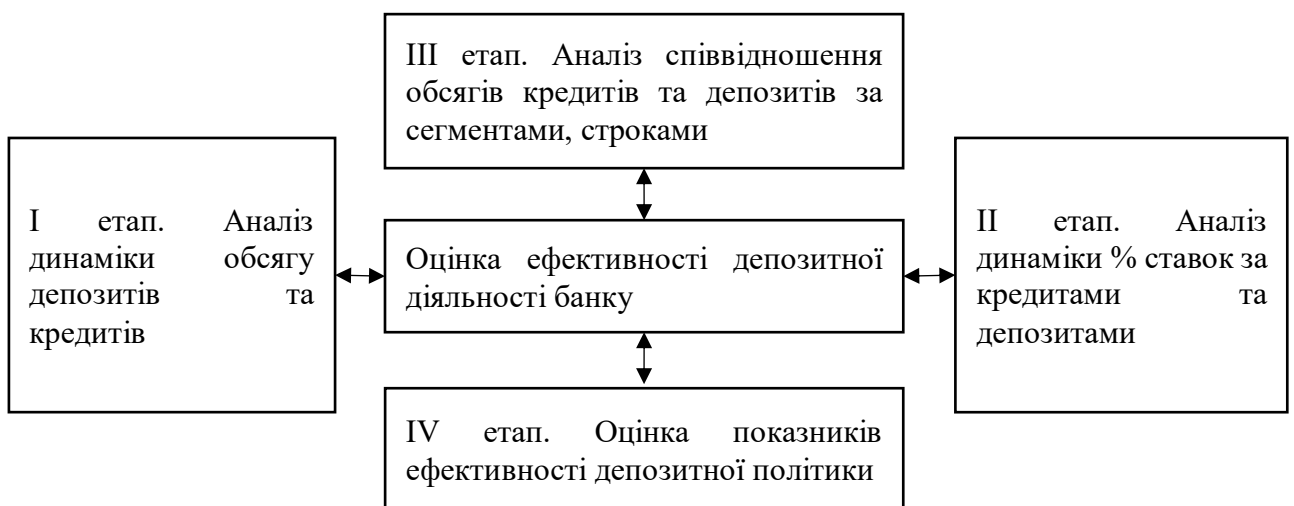 III етап. Аналіз співвідношення
обсягів кредитів та депозитів за
сегментами, строками
I етап. Аналіз
динаміки обсягу
депозитів та
кредитів
Оцінка ефективності депозитної
діяльності банку
II етап. Аналіз
динаміки % ставок за
кредитами та
депозитами
IV етап. Оцінка показників
ефективності депозитної політики